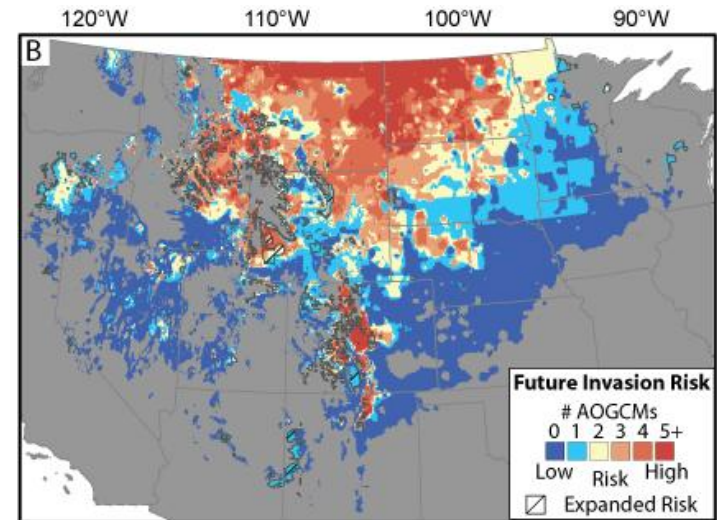 120°W 110°W 100°W 90°W
B
Future Invasion Risk
# AOGCMs
0 1 2 3 4 5+
Low Risk High
Expanded Risk